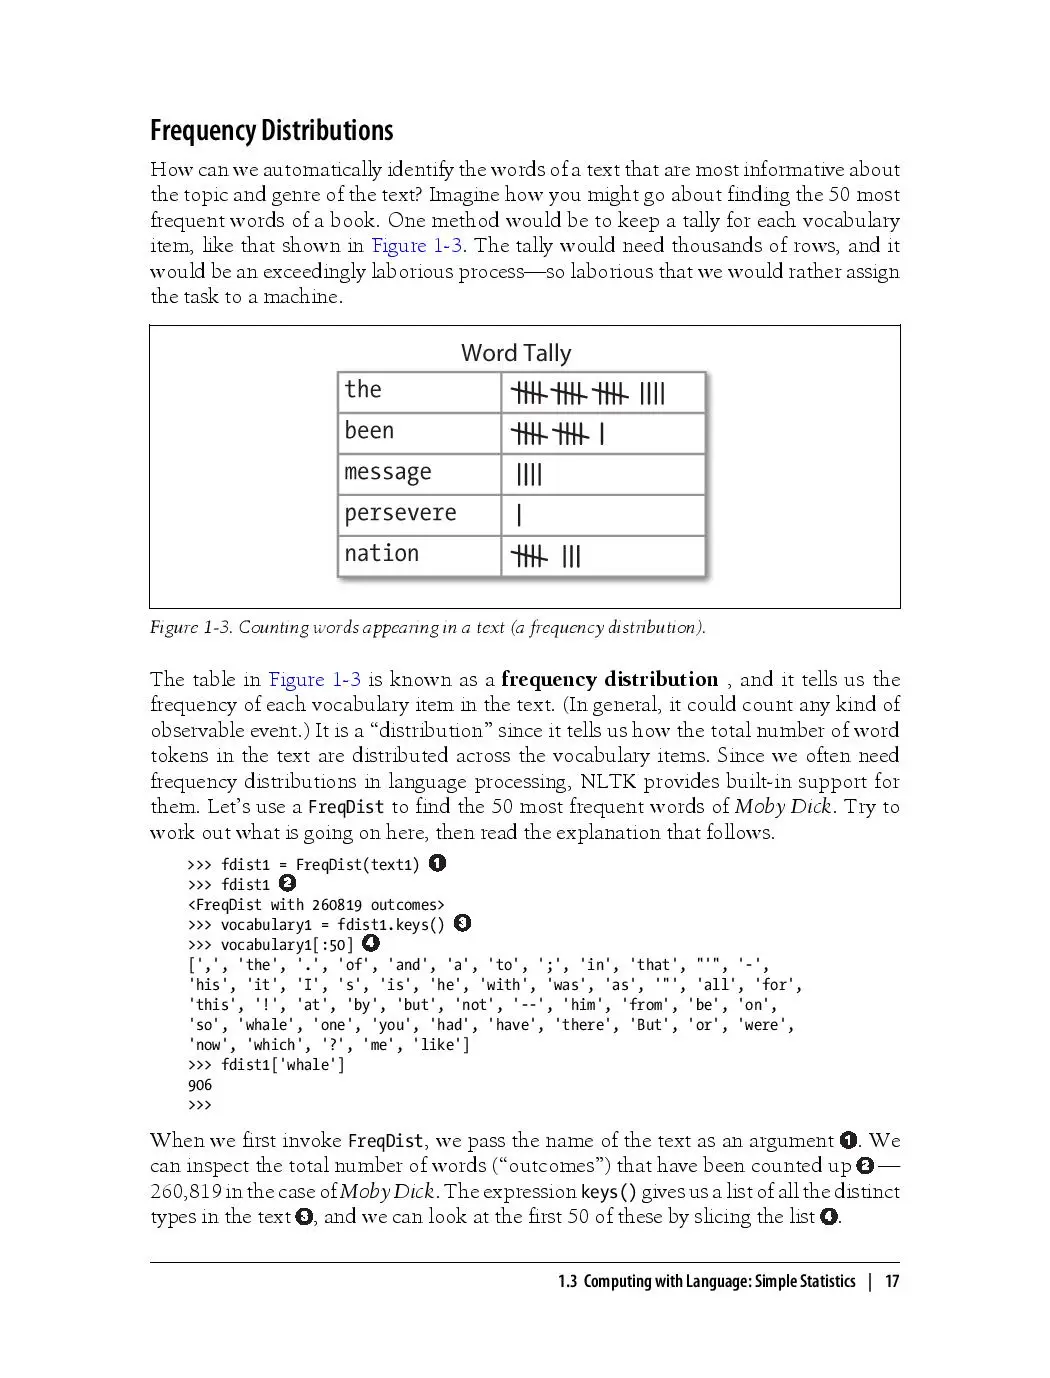 Frequency Distributions
How can we automatically identify the words of a text that are most informative about
the topic and genre of the text? Imagine how you might go about finding the 50 most
frequent words of a book. One method would be to keep a tally for each vocabulary
item, like that shown in Figure 1-3. The tally would need thousands of rows, and it
would be an exceedingly laborious process—so laborious that we would rather assign
the task to a machine.
Word Tally
the
been
message
persevere
nation
Figure 1-3. Counting words appearing in a text (a frequency distribution).
The table in Figure 1-3 is known as a frequency distribution , and it tells us the
frequency of each vocabulary item in the text. (In general, it could count any kind of
observable event.) It is a “distribution” since it tells us how the total number of word
tokens in the text are distributed across the vocabulary items. Since we often need
frequency distributions in language processing, NLTK provides built-in support for
them. Let’s use a FreqDist to find the 50 most frequent words of Moby Dick. Try to
work out what is going on here, then read the explanation that follows.
>>> fdist1 = FreqDist(text1) ❶
>>> fdist1 ❷
<FreqDist with 260819 outcomes>
>>> vocabulary1 = fdist1.keys() ❸
>>> vocabulary1[:50] ❹
[',', 'the', '.', 'of', 'and', 'a', 'to', ';', 'in', 'that', "'", '-',
'his', 'it', 'I', 's', 'is', 'he', 'with', 'was', 'as', '"', 'all', 'for',
'this', '!', 'at', 'by', 'but', 'not', '--', 'him', 'from', 'be', 'on',
'so', 'whale', 'one', 'you', 'had', 'have', 'there', 'But', 'or', 'were',
'now', 'which', '?', 'me', 'like']
>>> fdist1['whale']
906
>>>
When we first invoke FreqDist, we pass the name of the text as an argument ❶. We
can inspect the total number of words (“outcomes”) that have been counted up ❷ —
260,819 in the case of Moby Dick. The expression keys() gives us a list of all the distinct
types in the text ❸, and we can look at the first 50 of these by slicing the list ❹.
1.3 Computing with Language: Simple Statistics | 17